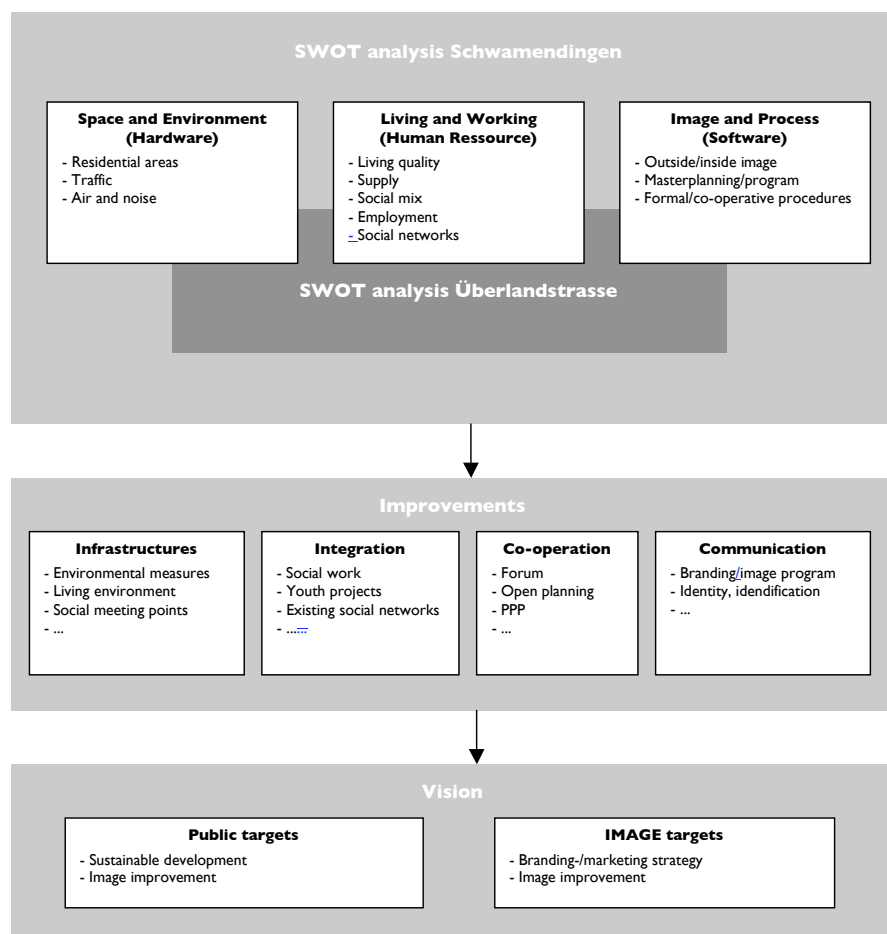 SWOT analysis Schwamendingen
Space and Environment
(Hardware)
- Residential areas
- Traffic
- Air and noise
Living and Working
(Human Ressource)
- Living quality
- Supply
- Social mix
- Employment
- Social networks
Image and Process
(Software)
- Outside/inside image
- Masterplanning/program
- Formal/co-operative procedures
SWOT analysis Überlandstrasse
Improvements
Infrastructures
- Environmental measures
- Living environment
- Social meeting points
- ...
Integration
- Social work
- Youth projects
- Existing social networks
- ......
Co-operation
- Forum
- Open planning
- PPP
- ...
Communication
- Branding/image program
- Identity, idendification
- ...
Vision
Public targets
- Sustainable development
- Image improvement
IMAGE targets
- Branding-/marketing strategy
- Image improvement